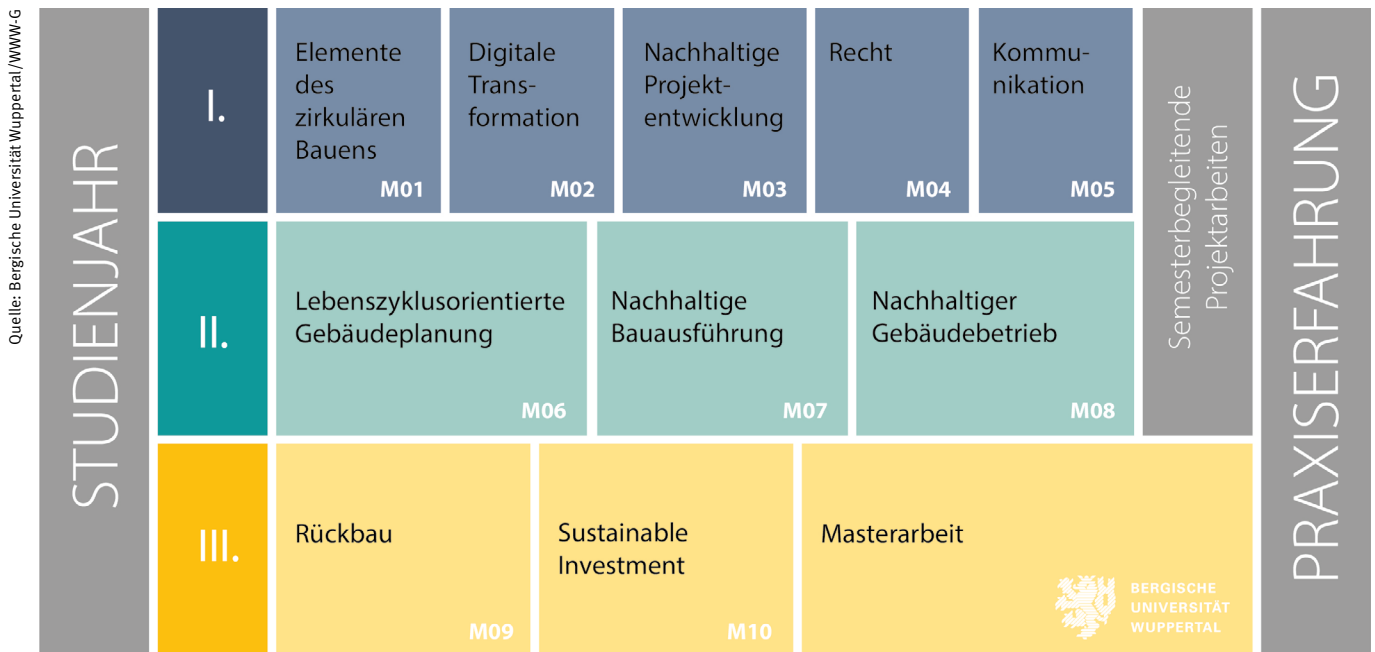 Quelle: Bergische Universität Wuppertal/WWW-G
STUDIENJAHR
I.
Elemente
des
zirkulären
Bauens
M01
Digitale
Trans-
formation
M02
Nachhaltige
Projekt-
entwicklung
M03
Recht
M04
Kommu-
nikation
M05
II.
Lebenszyklusorientierte
Gebäudeplanung
M06
Nachhaltige
Bauausführung
M07
Nachhaltiger
Gebäudebetrieb
M08
Semesterbegleitende
Projektarbeiten
III.
Rückbau
M09
Sustainable
Investment
M10
Masterarbeit
BERGISCHE
UNIVERSITÄT
WUPPERTAL
PRAXISERFAHRUNG